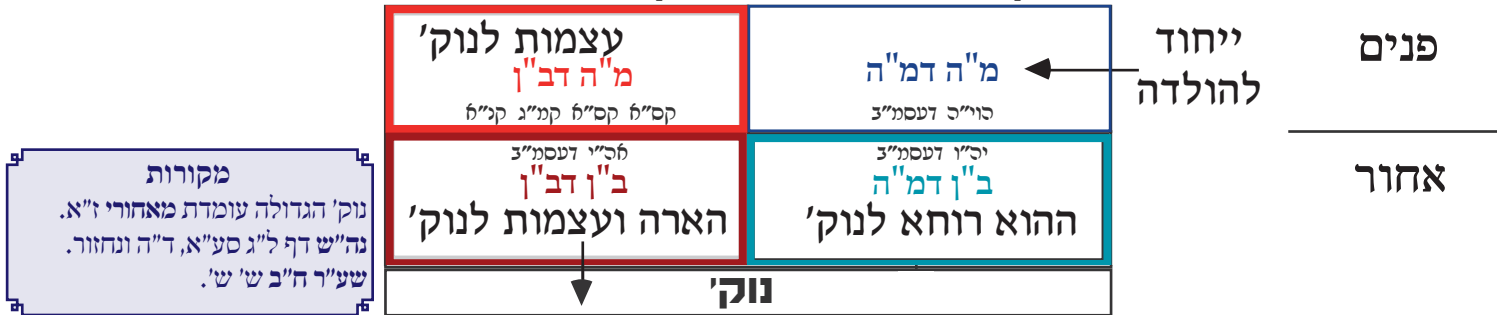 פנים
ייחוד
להולדה
מ"ה דמ"ה
הוי״ה דעסמ״ב
עצמות לנוק'
מ"ה דב"ן
קס״א קס״א קמ״ג קנ״א
אחור
יה״ו דעסמ״ב
ב"ן דמ"ה
ההוא רוחא לנוק'
אה״י דעסמ״ב
ב"ן דב"ן
הארה ועצמות לנוק'
נוק'
מקורות
נוק' הגדולה עומדת מאחורי ז״א.
נה״ש דף ל״ג סע״א, ד״ה ונחזור.
שע״ר ח״ב ש' ש'.